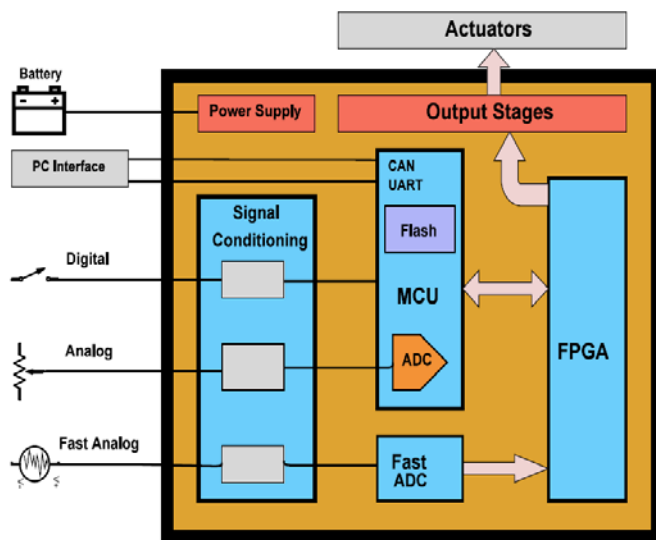 Actuators
Battery
Power Supply
Output Stages
PC Interface
CAN
UART
Signal
Conditioning
Flash
Digital
MCU
FPGA
Analog
ADC
Fast Analog
Fast
ADC